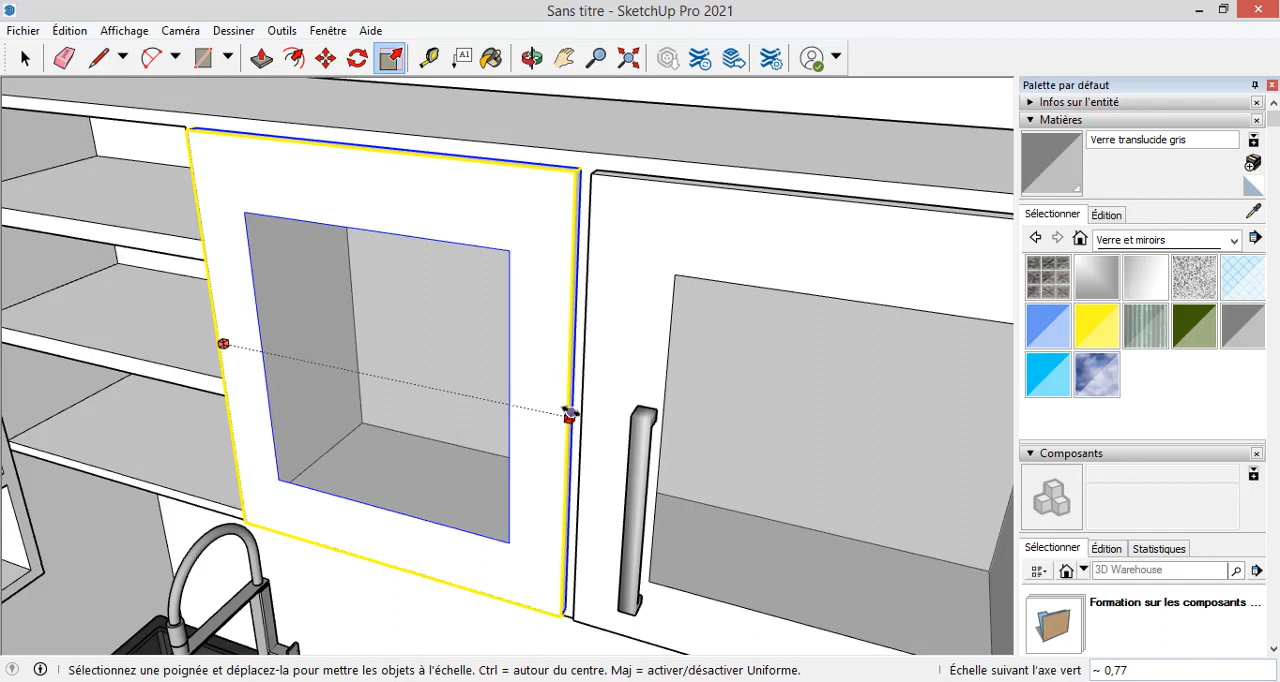 Sans titre - SketchUp Pro 2021
Fichier Édition Affichage Caméra Dessiner Outils Fenêtre Aide
A1
Palette par défaut
Infos sur l'entité
Matières
Verre translucide gris
Sélectionner Édition
Verre et miroirs
Composants
Sélectionner Édition Statistiques
3D Warehouse
Formation sur les composants ...
Sélectionnez une poignée et déplacez-la pour mettre les objets à l'échelle. Ctrl = autour du centre. Maj = activer/désactiver Uniforme.
Échelle suivant l'axe vert ~ 0,77